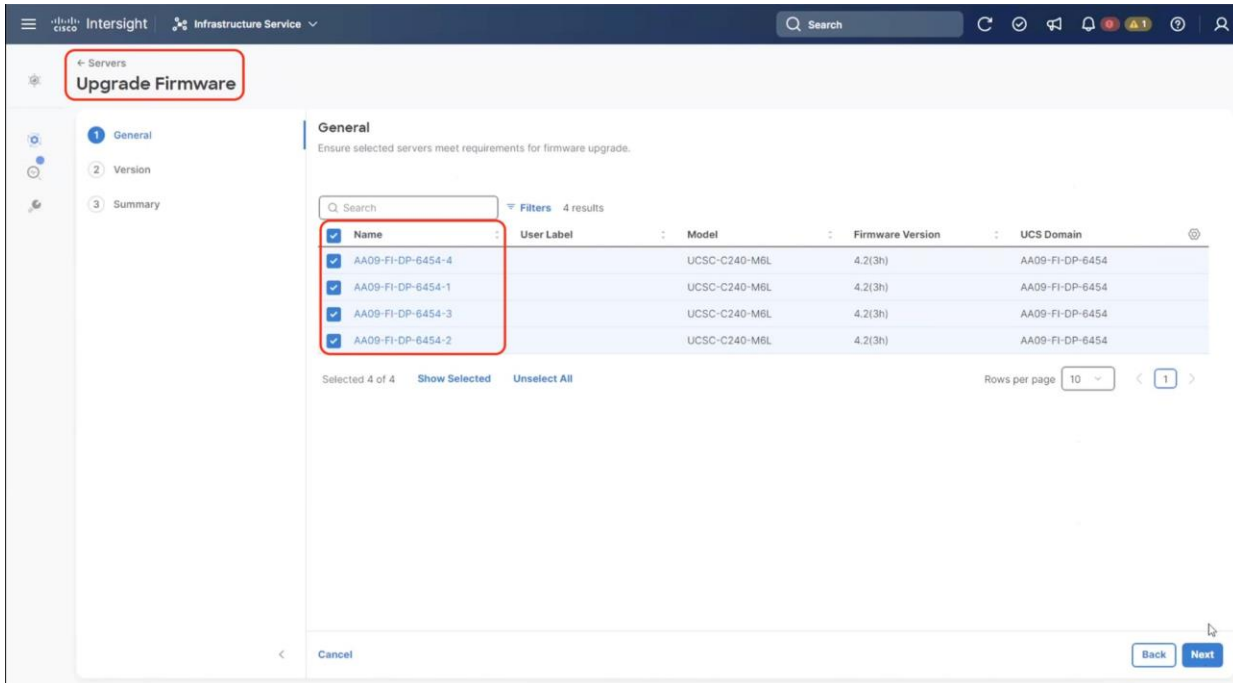 CISCO Intersight Infrastructure Service Search 0 1
← Servers
Upgrade Firmware
1 General
2 Version
3 Summary
General
Ensure selected servers meet requirements for firmware upgrade.
Search Filters 4 results
Name User Label Model Firmware Version UCS Domain
AA09-FI-DP-6454-4 UCSC-C240-M6L 4.2(3h) AA09-FI-DP-6454
AA09-FI-DP-6454-1 UCSC-C240-M6L 4.2(3h) AA09-FI-DP-6454
AA09-FI-DP-6454-3 UCSC-C240-M6L 4.2(3h) AA09-FI-DP-6454
AA09-FI-DP-6454-2 UCSC-C240-M6L 4.2(3h) AA09-FI-DP-6454
Selected 4 of 4 Show Selected Unselect All Rows per page 10 1
Cancel Back Next